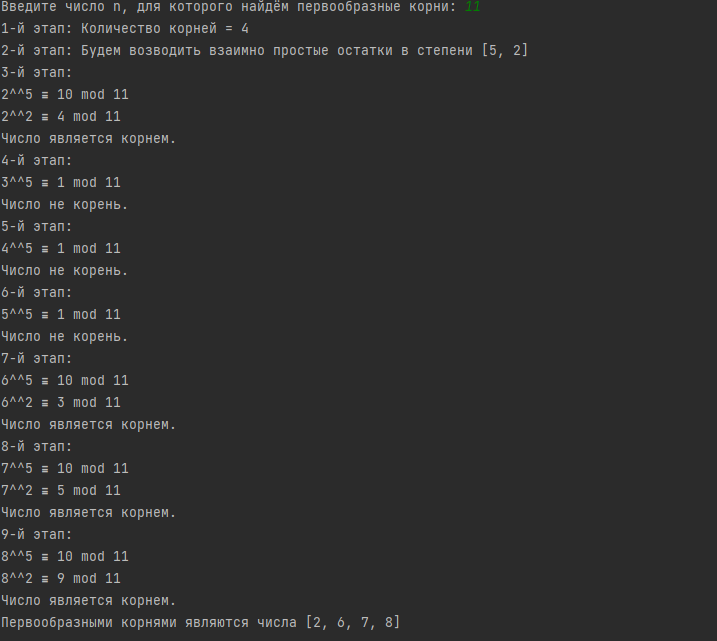 Введите число n, для которого найдём первообразные корни: 11
1-й этап: Количество корней = 4
2-й этап: Будем возводить взаимно простые остатки в степени [5, 2]
3-й этап:
2^^5 ≡ 10 mod 11
2^^2 ≡ 4 mod 11
Число является корнем.
4-й этап:
3^^5 ≡ 1 mod 11
Число не корень.
5-й этап:
4^^5 ≡ 1 mod 11
Число не корень.
6-й этап:
5^^5 ≡ 1 mod 11
Число не корень.
7-й этап:
6^^5 ≡ 10 mod 11
6^^2 ≡ 3 mod 11
Число является корнем.
8-й этап:
7^^5 ≡ 10 mod 11
7^^2 ≡ 5 mod 11
Число является корнем.
9-й этап:
8^^5 ≡ 10 mod 11
8^^2 ≡ 9 mod 11
Число является корнем.
Первообразными корнями являются числа [2, 6, 7, 8]